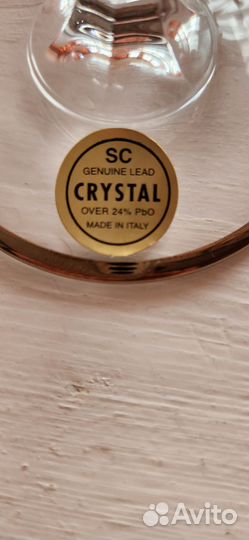 SC
GENUINE LEAD
CRYSTAL
OVER 24% PbO
MADE IN ITALY
Avito